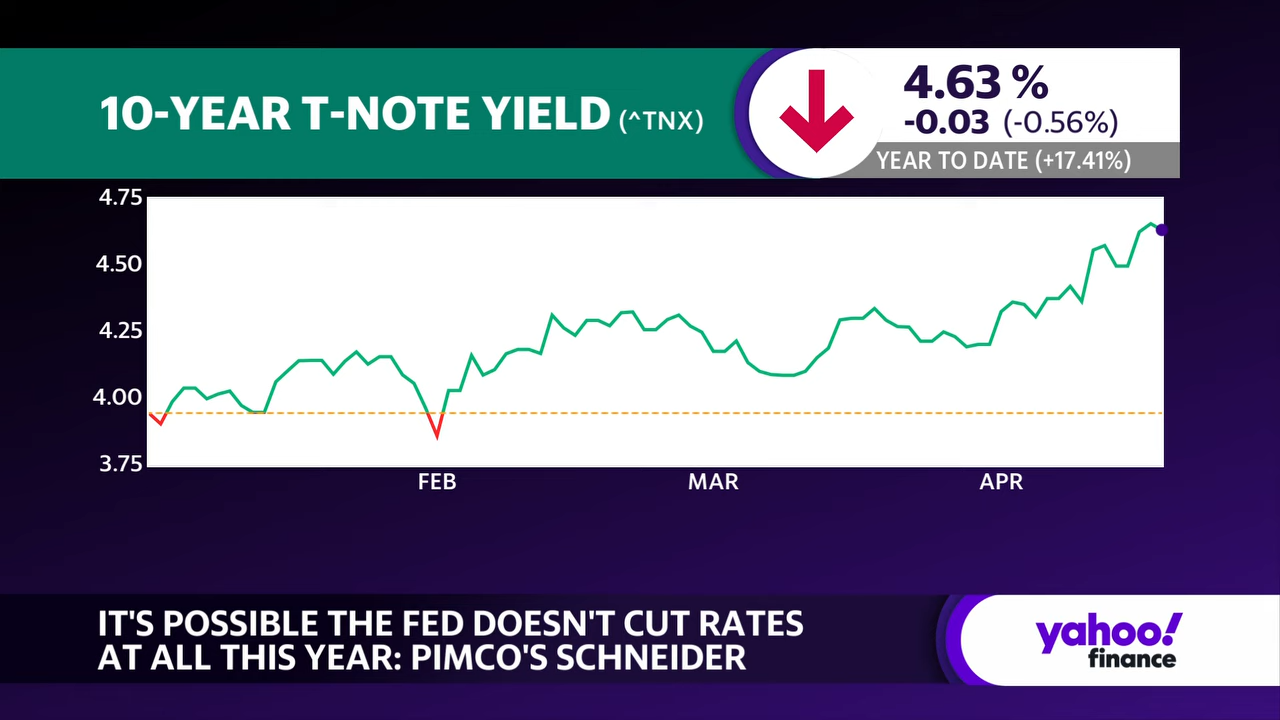 10-YEAR T-NOTE YIELD (^TNX)
4.63 %
-0.03 (-0.56%)
YEAR TO DATE (+17.41%)
4.75
4.50
4.25
4.00
3.75
FEB MAR APR
IT'S POSSIBLE THE FED DOESN'T CUT RATES
AT ALL THIS YEAR: PIMCO'S SCHNEIDER
yahoo!
finance